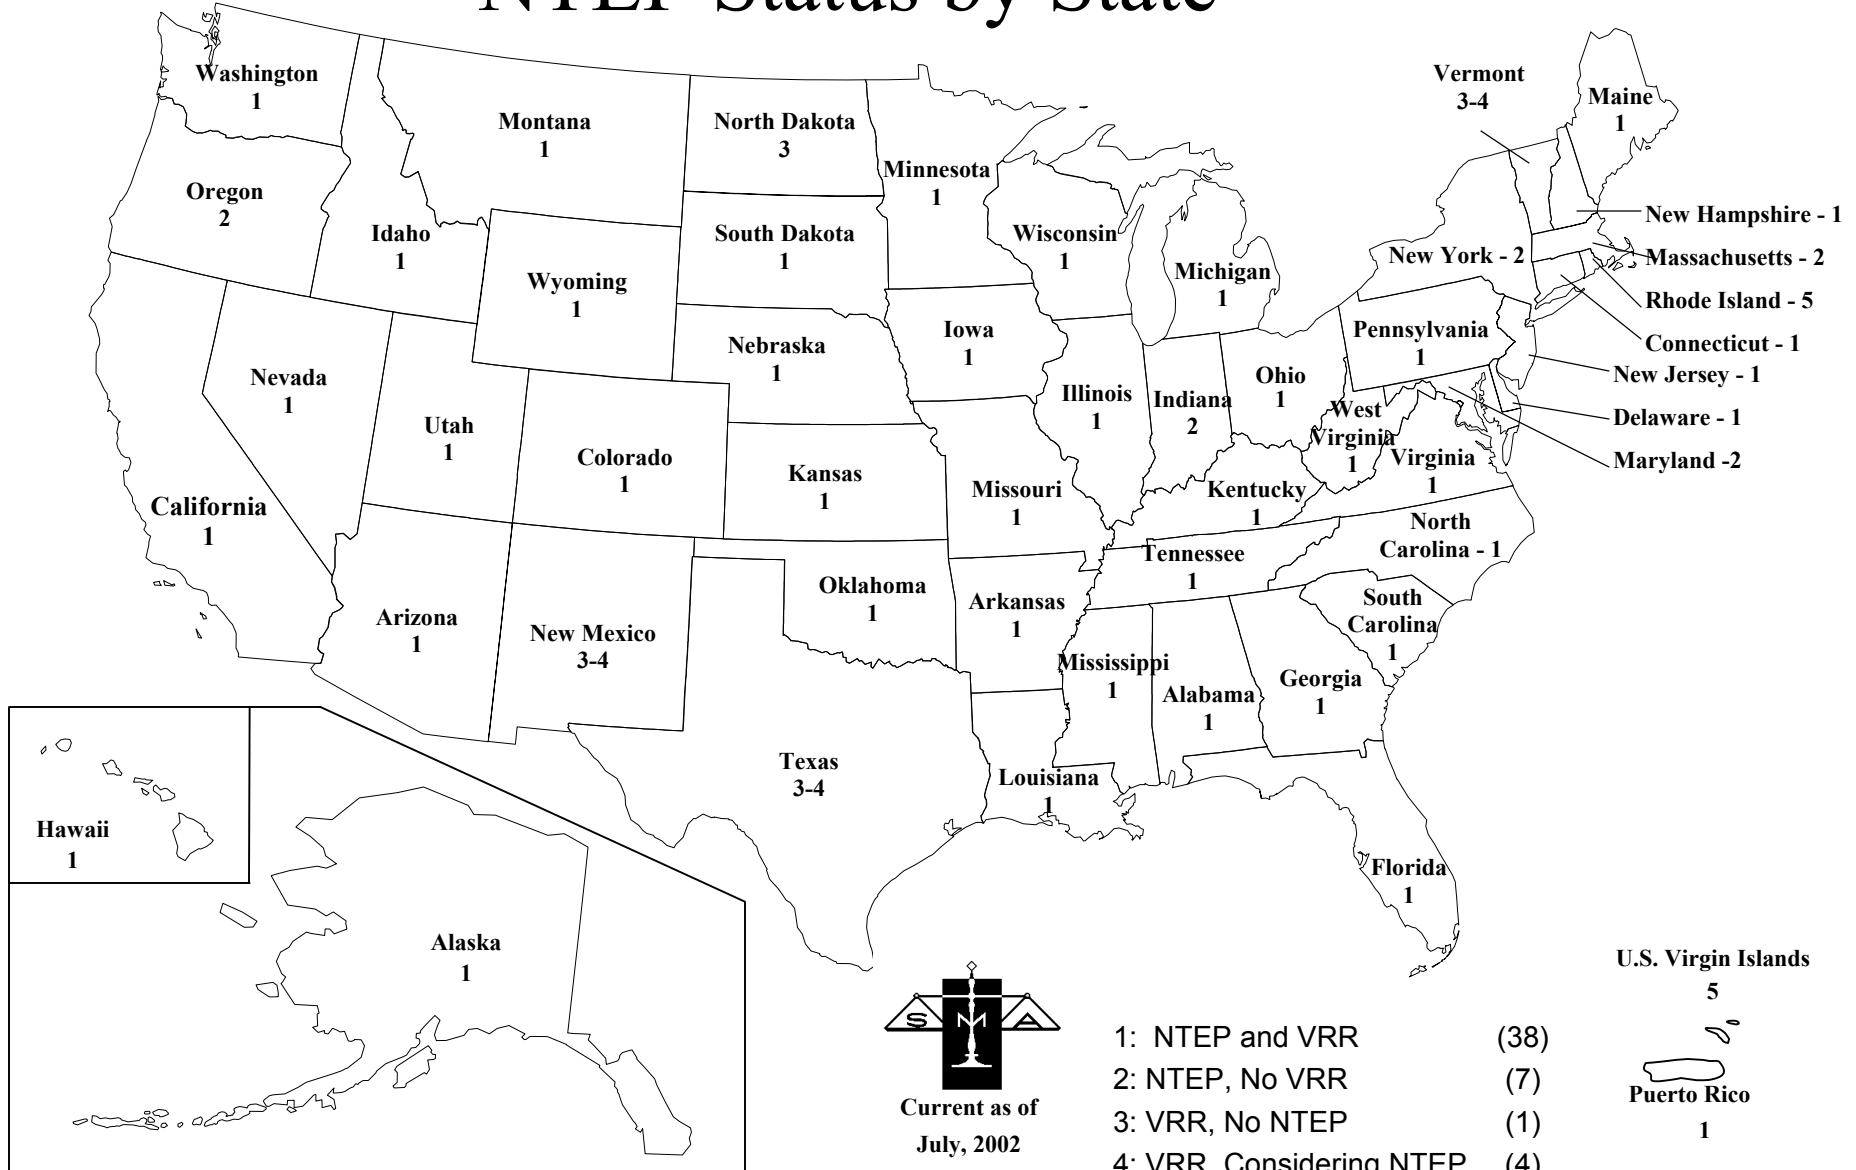 NTEP Status by State
Washington
1
Oregon
2
Idaho
1
Montana
1
North Dakota
3
Minnesota
1
Wisconsin
1
Michigan
1
Vermont
3-4
Maine
1
New Hampshire - 1
Massachusetts - 2
Rhode Island - 5
Connecticut - 1
New Jersey - 1
Delaware - 1
Maryland -2
New York - 2
Pennsylvania
1
South Dakota
1
Wyoming
1
Nebraska
1
Iowa
1
Illinois
1
Indiana
2
Ohio
1
West
Virginia
1
Virginia
1
Kentucky
1
Nevada
1
Utah
1
Colorado
1
Kansas
1
Missouri
1
California
1
Arizona
1
New Mexico
3-4
Oklahoma
1
Arkansas
1
Tennessee
1
North
Carolina - 1
South
Carolina
1
Mississippi
1
Alabama
1
Georgia
1
Texas
3-4
Louisiana
1
Florida
1
Hawaii
1
Alaska
1
S M A
Current as of
July, 2002
1: NTEP and VRR (38)
2: NTEP, No VRR (7)
3: VRR, No NTEP (1)
4: VRR, Considering NTEP (4)
U.S. Virgin Islands
5
Puerto Rico
1